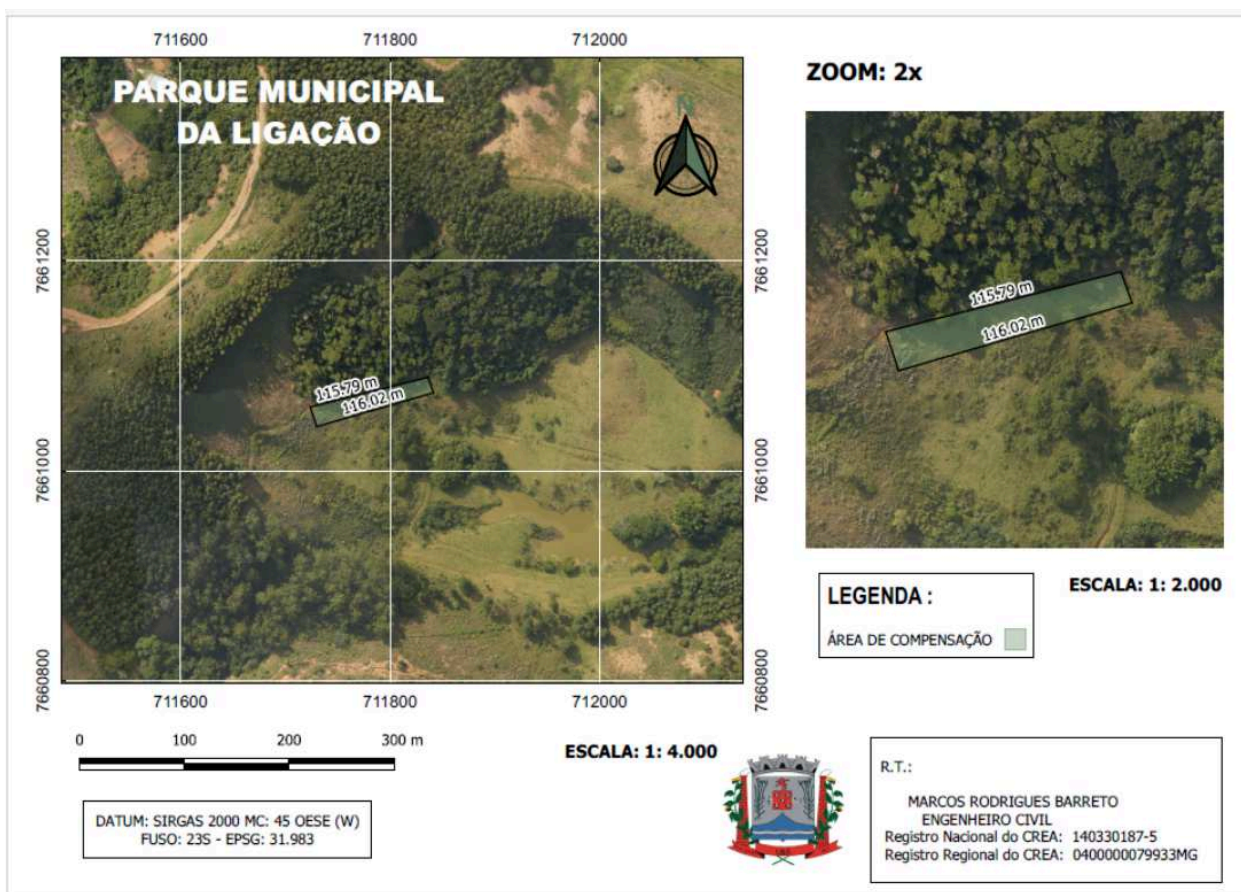 711600 711800 712000
PARQUE MUNICIPAL
DA LIGAÇÃO
N
7661200
7661000
7660800
115.79 m
116.02 m
7661200
7661000
7660800
711600 711800 712000
0 100 200 300 m
ESCALA: 1: 4.000
DATUM: SIRGAS 2000 MC: 45 OESE (W)
FUSO: 23S - EPSG: 31.983
ZOOM: 2x
115.79 m
116.02 m
LEGENDA :
ÁREA DE COMPENSAÇÃO
ESCALA: 1: 2.000
R.T.:
MARCOS RODRIGUES BARRETO
ENGENHEIRO CIVIL
Registro Nacional do CREA: 140330187-5
Registro Regional do CREA: 0400000079933MG